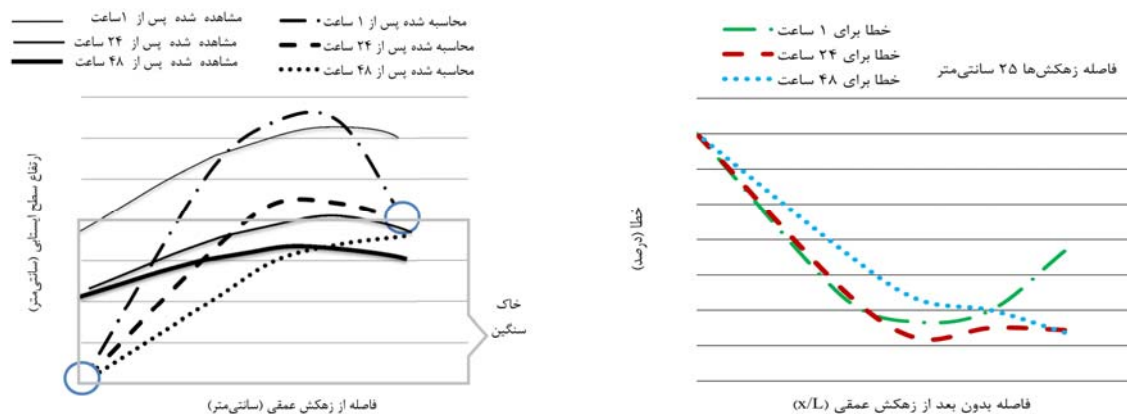 مشاهده شده پس از ۱ساعت
مشاهده شده پس از ۲۴ ساعت
مشاهده شده پس از ۴۸ ساعت
محاسبه شده پس از ۱ ساعت
محاسبه شده پس از ۲۴ ساعت
محاسبه شده پس از ۴۸ ساعت
ارتفاع سطح ایستابی (سانتی‌متر)
خاک
سنگین
فاصله از زهکش عمقی (سانتی‌متر)
خطا برای ۱ ساعت
خطا برای ۲۴ ساعت
خطا برای ۴۸ ساعت
فاصله زهکش‌ها ۲۵ سانتی‌متر
خطا (درصد)
فاصله بدون بعد از زهکش عمقی (x/L)